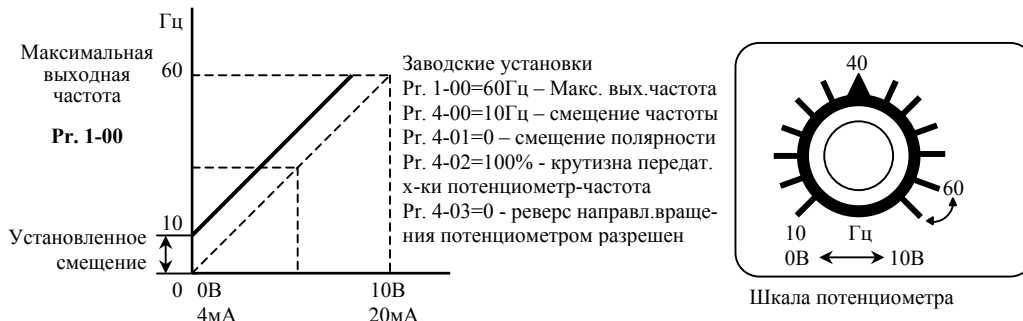 Гц
Максимальная
выходная
частота
Pr. 1-00
60
10
Установленное
смещение
0
0В
10В
4мА
20мА
Заводские установки
Pr. 1-00=60Гц – Макс. вых.частота
Pr. 4-00=10Гц – смещение частоты
Pr. 4-01=0 – смещение полярности
Pr. 4-02=100% - крутизна передат.
х-ки потенциометр-частота
Pr. 4-03=0 - реверс направл.враще-
ния потенциометром разрешен
40
60
10
Гц
0В
10В
Шкала потенциометра